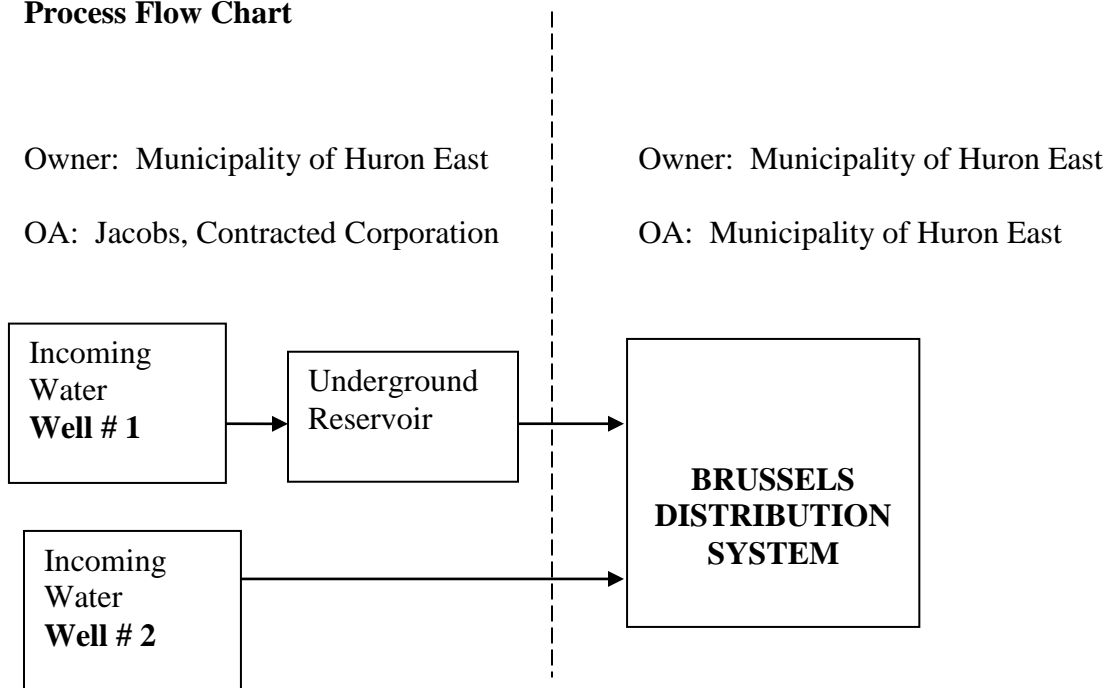 Process Flow Chart
Owner: Municipality of Huron East
OA: Jacobs, Contracted Corporation
Owner: Municipality of Huron East
OA: Municipality of Huron East
Incoming
Water
Well # 1
Underground
Reservoir
BRUSSELS
DISTRIBUTION
SYSTEM
Incoming
Water
Well # 2